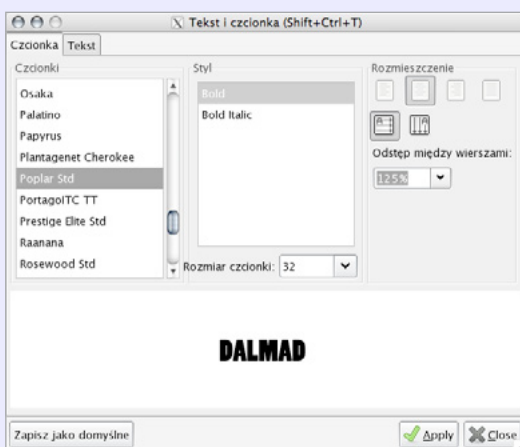 Tekst i czcionka (Shift+Ctrl+T)
Czcionka Tekst
Czcionki
Osaka
Palatino
Papyrus
Plantagenet Cherokee
Poplar Std
PortagoITC TT
Prestige Elite Std
Raanana
Rosewood Std
Styl
Bold
Bold Italic
Rozmiar czcionki: 32
Rozmieszczenie
Odstęp między wierszami:
125%
DALMAD
Zapisz jako domyślne
Apply
Close